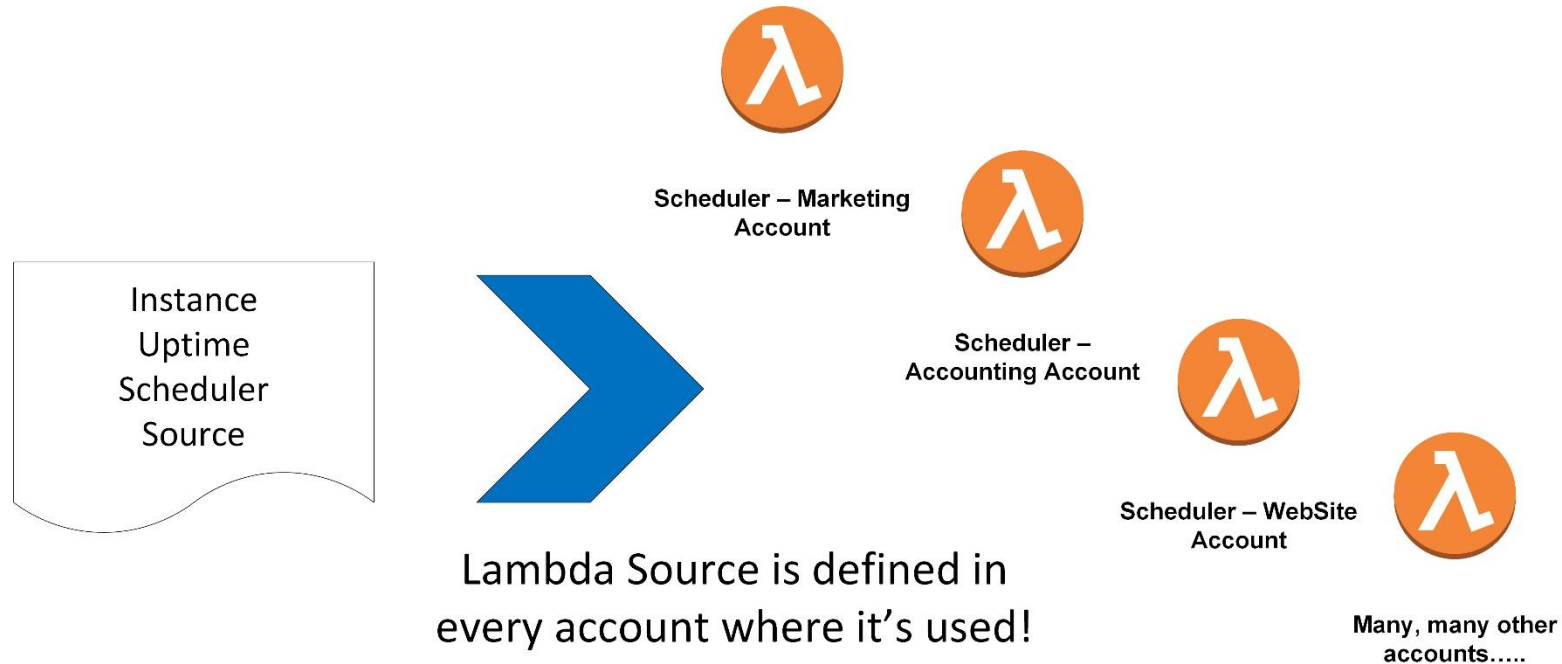 Scheduler – Marketing
Account
Instance
Uptime
Scheduler
Source
Scheduler –
Accounting Account
Scheduler – WebSite
Account
Lambda Source is defined in
every account where it's used!
Many, many other
accounts.....